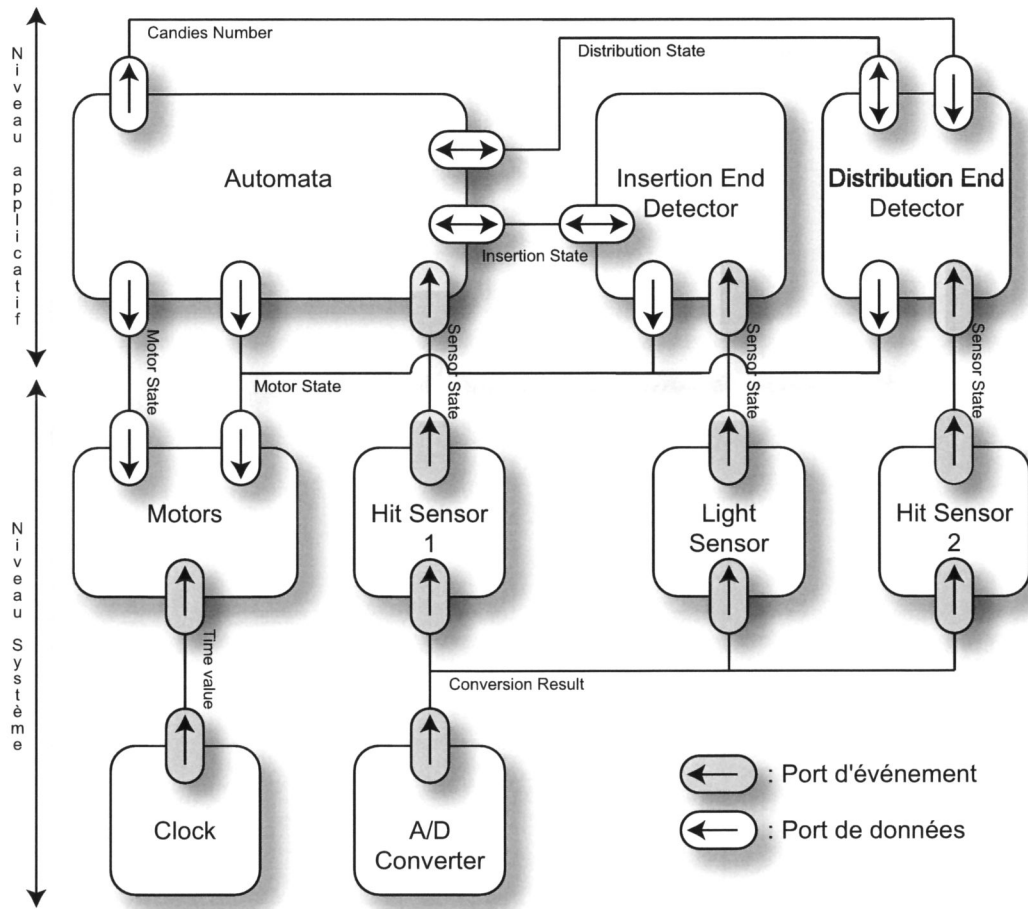 Candies Number
Distribution State
Niveau applicatif
Automata
Insertion End
Detector
Distribution End
Detector
Insertion State
Motor State
Sensor State
Sensor State
Sensor State
Motor State
Motors
Hit Sensor
1
Light
Sensor
Hit Sensor
2
Niveau Système
Time value
Conversion Result
Clock
A/D
Converter
: Port d'événement
: Port de données